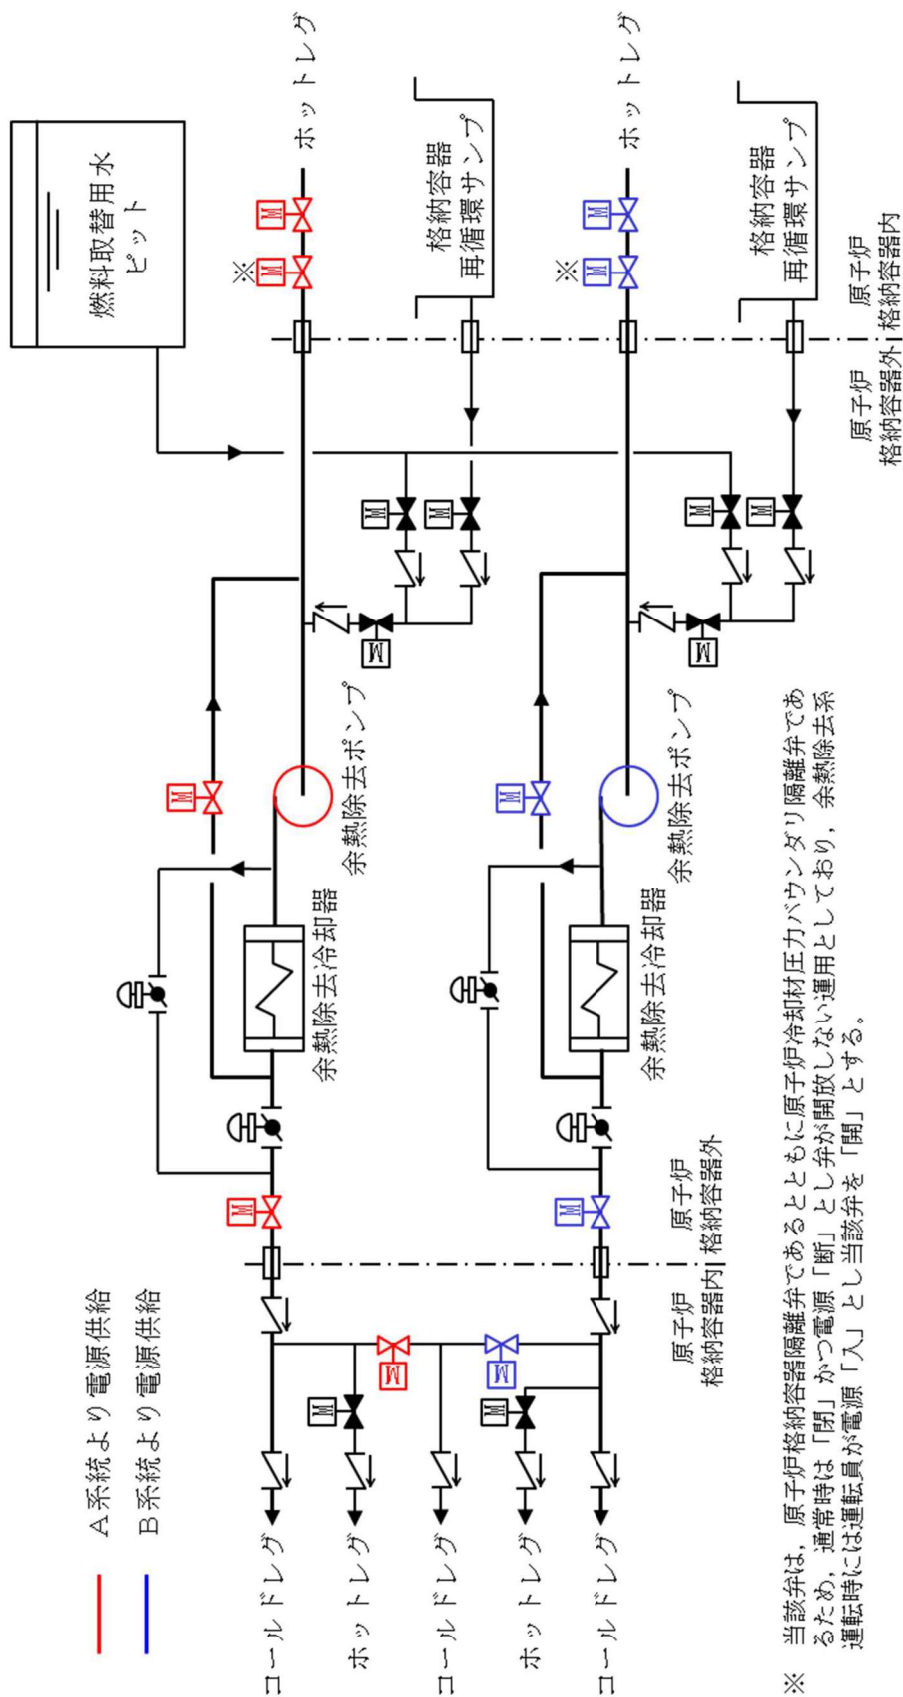 A系統より電源供給
B系統より電源供給
燃料取替用水
ピット
M
M
※
M
M
ホットレグ
余熱除去冷却器
余熱除去ポンプ
格納容器
再循環サンプ
M
M
M
コールドレグ
ホットレグ
コールドレグ
ホットレグ
コールドレグ
M
M
M
M
原子炉
格納容器内
原子炉
格納容器外
M
M
※
M
M
ホットレグ
余熱除去冷却器
余熱除去ポンプ
M
M
M
格納容器
再循環サンプ
原子炉
格納容器外
原子炉
格納容器内
※ 当該弁は，原子炉格納容器隔離弁であるとともに原子炉冷却材圧力バウンダリ隔離弁であ
るため，通常時は「閉」かつ電源「断」とし弁が開放しない運用としており，余熱除去系
運転時には運転員が電源「入」とし当該弁を「開」とする。